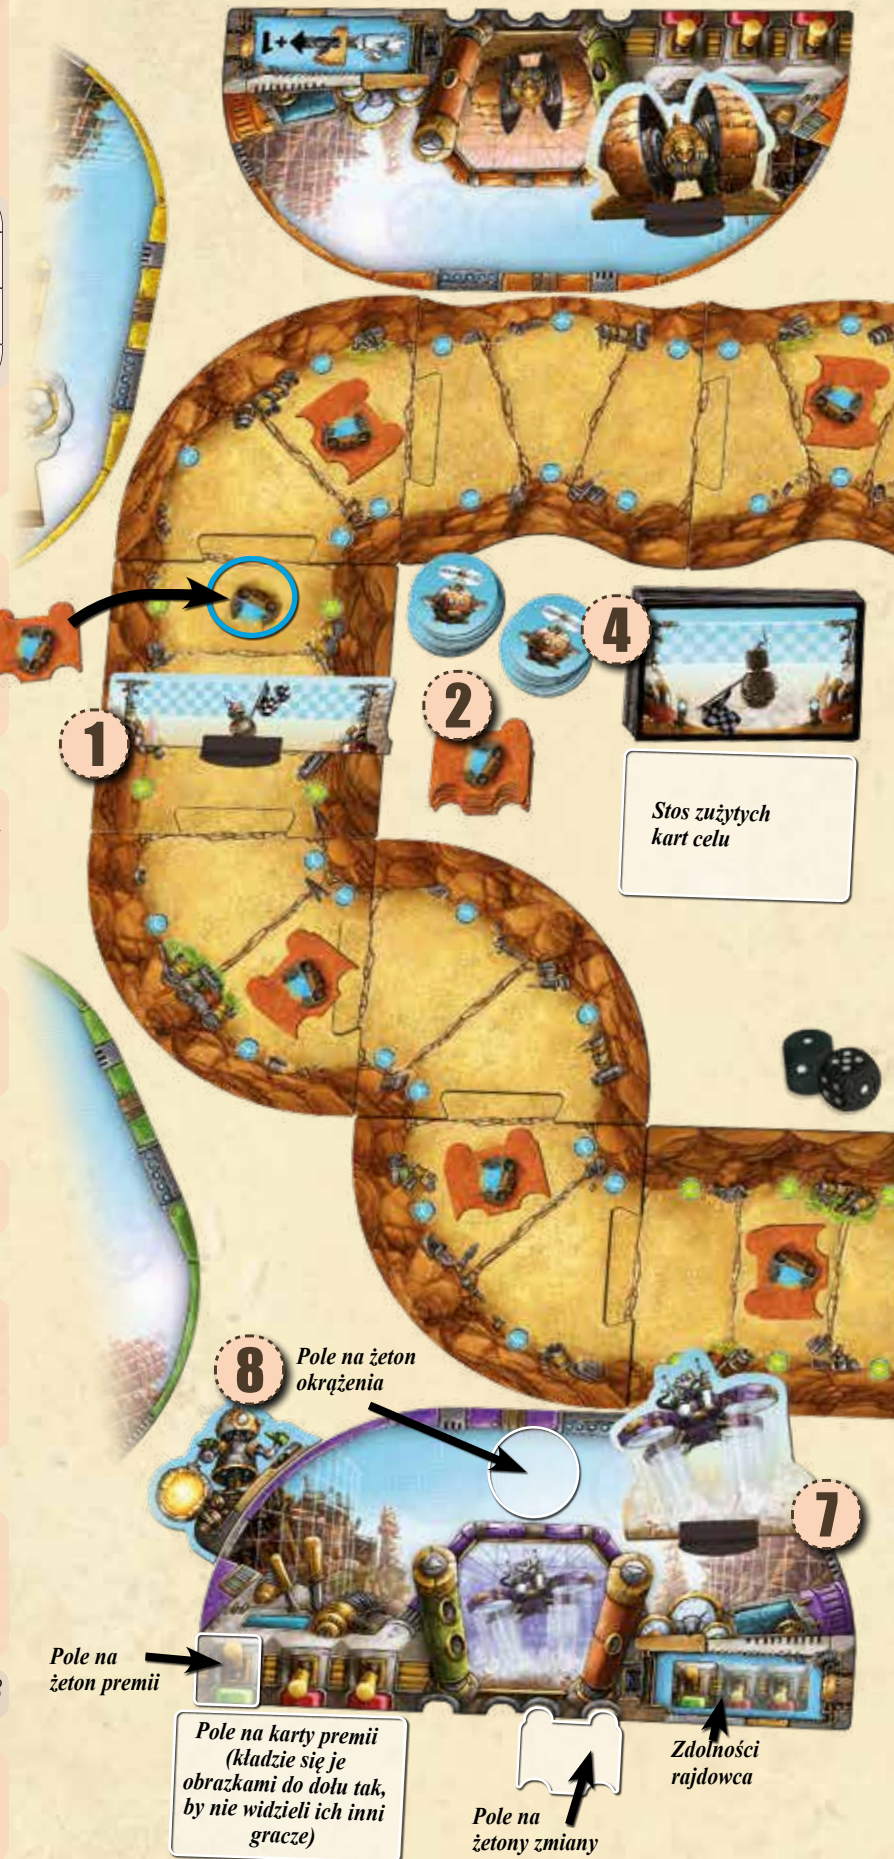 1+
4
2
1
Stos zużytych
kart celu
8
Pole na żeton
okrążenia
7
Pole na
żeton premii
Pole na karty premii
(kładzie się je
obrazkami do dołu tak,
by nie widzieli ich inni
gracze)
Zdolności
rajdowca
Pole na
żetony zmiany